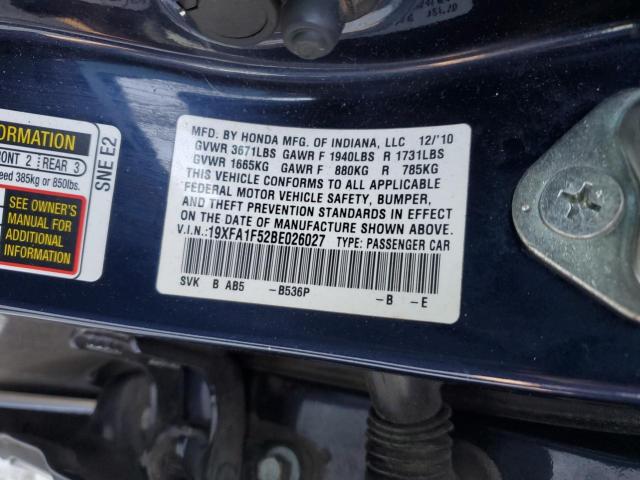 MFD. BY HONDA MFG. OF INDIANA, LLC 12/'10
GVWR 3671LBS GAWR F 1940LBS R 1731LBS
GVWR 1665KG GAWR F 880KG R 785KG
THIS VEHICLE CONFORMS TO ALL APPLICABLE
FEDERAL MOTOR VEHICLE SAFETY, BUMPER,
AND THEFT PREVENTION STANDARDS IN EFFECT
ON THE DATE OF MANUFACTURE SHOWN ABOVE.
V.I.N.:19XFA1F52BE026027 TYPE: PASSENGER CAR
SVK B AB5 -B536P -B -E
ORMATION
ONT 2 REAR 3
eed 385kg or 850lbs.
SEE OWNER'S
MANUAL FOR
ADDITIONAL
INFORMATION
SNE E2